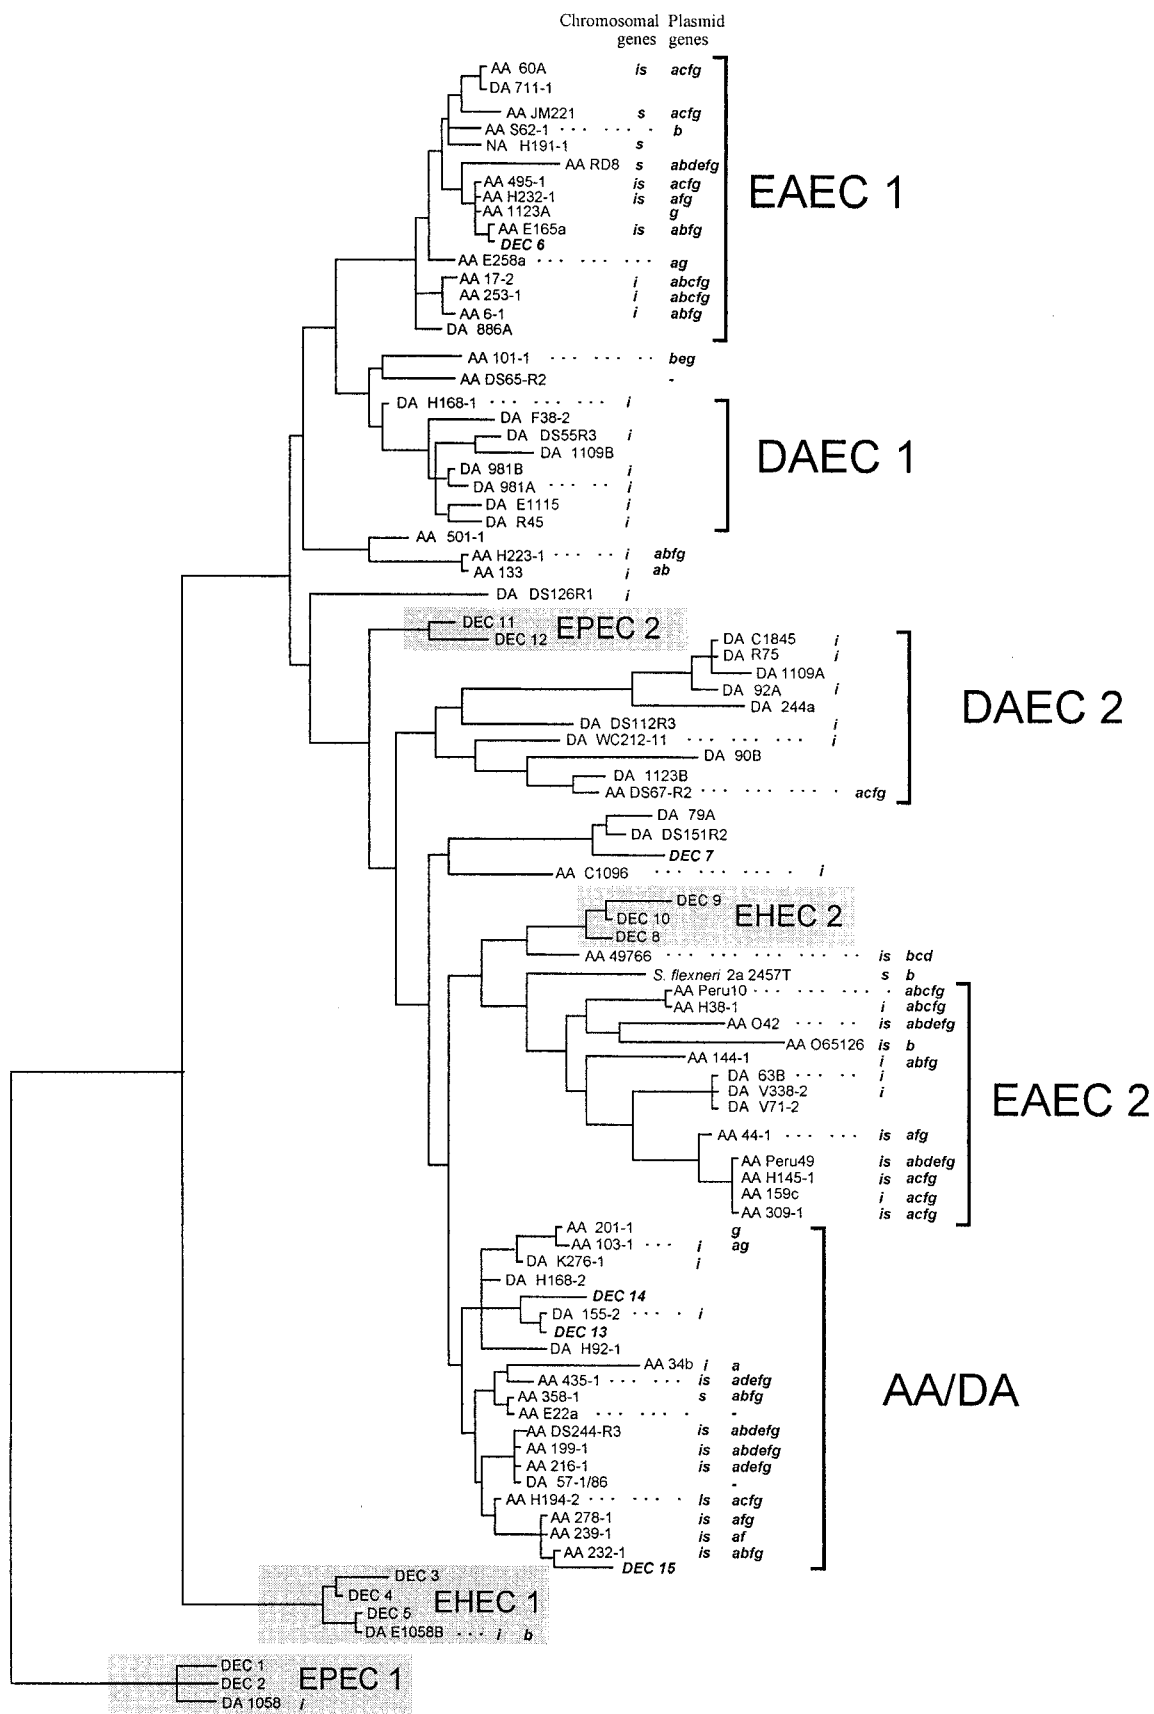 Chromosomal Plasmid
genes genes
AA 60A is acfg
DA 711-1
AA JM221 s acfg
AA S62-1 · · · · · · · · b
NA H191-1 s
AA RD8 s abdefg
EAEC 1
AA 495-1 is acfg
AA H232-1 is afg
AA 1123A g
AA E165a is abfg
DEC 6
AA E258a · · · · · · · · · ag
AA 17-2 i abcfg
AA 253-1 i abcfg
AA 6-1 i abfg
DA 886A
AA 101-1 · · · · · · · · beg
AA DS65-R2 -
DA H168-1 · · · · · · · · · i
DA F38-2
DA DS55R3 i
DA 1109B
DAEC 1
DA 981B i
DA 981A · · · · · i
DA E1115 i
DA R45 i
AA 501-1
AA H223-1 · · · · · i abfg
AA 133 i ab
DA DS126R1 i
DEC 11
EPEC 2
DEC 12
DA C1845 i
DA R75 i
DA 1109A
DA 92A i
DA 244a
DAEC 2
DA DS112R3 i
DA WC212-11 · · · · · · · · · i
DA 90B
DA 1123B
AA DS67-R2 · · · · · · · · · · acfg
DA 79A
DA DS151R2
DEC 7
AA C1096 · · · · · · · · · i
DEC 9
DEC 10
EHEC 2
DEC 8
AA 49766 · · · · · · · · · · · · · · · is bcd
S. flexneri 2a 2457T s b
AA Peru10 · · · · · · · · · abcfg
AA H38-1 i abcfg
AA O42 · · · · · is abdefg
AA O65126 is b
AA 144-1 i abfg
DA 63B · · · · · i
DA V338-2 i
EAEC 2
DA V71-2
AA 44-1 · · · · · · is afg
AA Peru49 is abdefg
AA H145-1 is acfg
AA 159c i acfg
AA 309-1 is acfg
AA 201-1 g
AA 103-1 · · · i ag
DA K276-1 i
DA H168-2
DEC 14
DA 155-2 · · · · i
DEC 13
DA H92-1
AA 34b i a
AA 435-1 · · · · · · is adefg
AA/DA
AA 358-1 s abfg
AA E22a · · · · · · -
AA DS244-R3 is abdefg
AA 199-1 is abdefg
AA 216-1 is adefg
DA 57-1/86 -
AA H194-2 · · · · · · · · Is acfg
AA 278-1 is afg
AA 239-1 is af
AA 232-1 is abfg
DEC 15
DEC 3
DEC 4
EHEC 1
DEC 5
DA E1058B · · · i b
DEC 1
DEC 2
EPEC 1
DA 1058 i